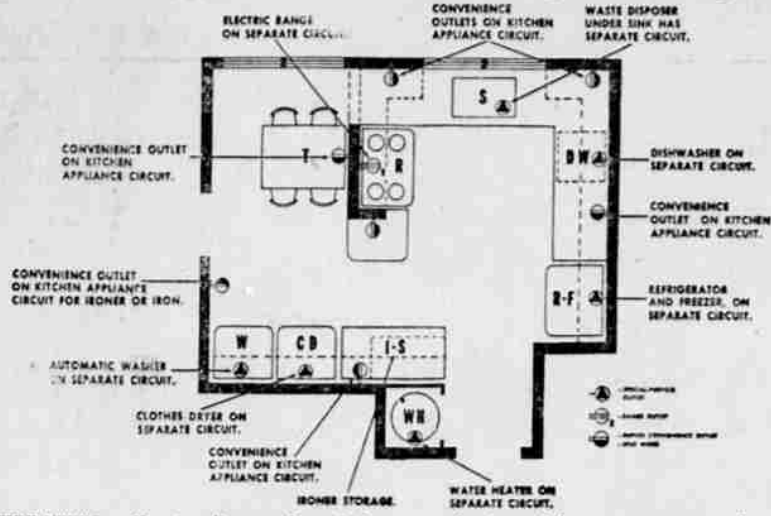 ELECTRIC RANGE
ON SEPARATE CIRCUIT.
CONVENIENCE
OUTLETS ON KITCHEN
APPLIANCE CIRCUIT.
WASTE DISPOSER
UNDER SINK HAS
SEPARATE CIRCUIT.
S
CONVENIENCE OUTLET
ON KITCHEN
APPLIANCE CIRCUIT.
T
R
DW
DISHWASHER ON
SEPARATE CIRCUIT.
CONVENIENCE
OUTLET ON KITCHEN
APPLIANCE CIRCUIT.
CONVENIENCE OUTLET
ON KITCHEN APPLIANCE
CIRCUIT FOR IRONER OR IRON.
R-F
REFRIGERATOR
AND FREEZER, ON
SEPARATE CIRCUIT.
W
CD
I-S
AUTOMATIC WASHER
ON SEPARATE CIRCUIT.
CLOTHES DRYER ON
SEPARATE CIRCUIT.
WH
CONVENIENCE
OUTLET ON KITCHEN
APPLIANCE CIRCUIT.
IRONER STORAGE.
WATER HEATER ON
SEPARATE CIRCUIT.
OUTLET